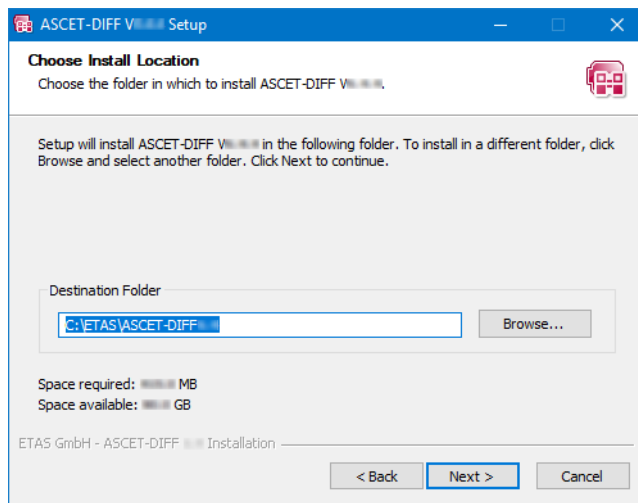 ASCET-DIFF Setup
Choose Install Location
Choose the folder in which to install ASCET-DIFF
Setup will install ASCET-DIFF in the following folder. To install in a different folder, click
Browse and select another folder. Click Next to continue.
Destination Folder
C:\ETAS\ASCET-DIFF
Browse...
Space required: MB
Space available: GB
ETAS GmbH - ASCET-DIFF Installation
< Back
Next >
Cancel